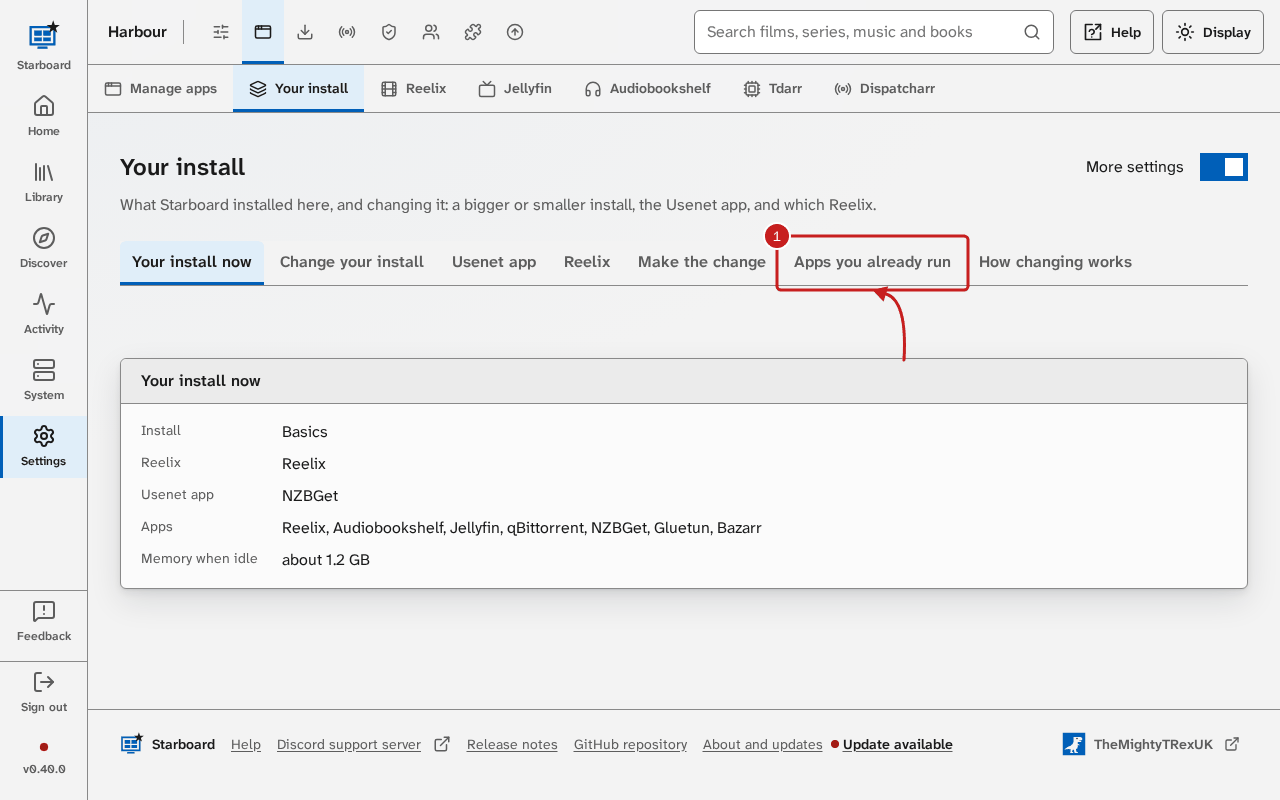 Starboard
Home
Library
Discover
Activity
System
Settings
Feedback
Sign out
v0.40.0
Harbour
Search films, series, music and books
Help
Display
Manage apps
Your install
Reelix
Jellyfin
Audiobookshelf
Tdarr
Dispatcharr
Your install
More settings
What Starboard installed here, and changing it: a bigger or smaller install, the Usenet app, and which Reelix.
1
Your install now
Change your install
Usenet app
Reelix
Make the change
Apps you already run
How changing works
Your install now
Install Basics
Reelix Reelix
Usenet app NZBGet
Apps Reelix, Audiobookshelf, Jellyfin, qBittorrent, NZBGet, Gluetun, Bazarr
Memory when idle about 1.2 GB
Starboard
Help
Discord support server
Release notes
GitHub repository
About and updates
Update available
TheMightyTRexUK